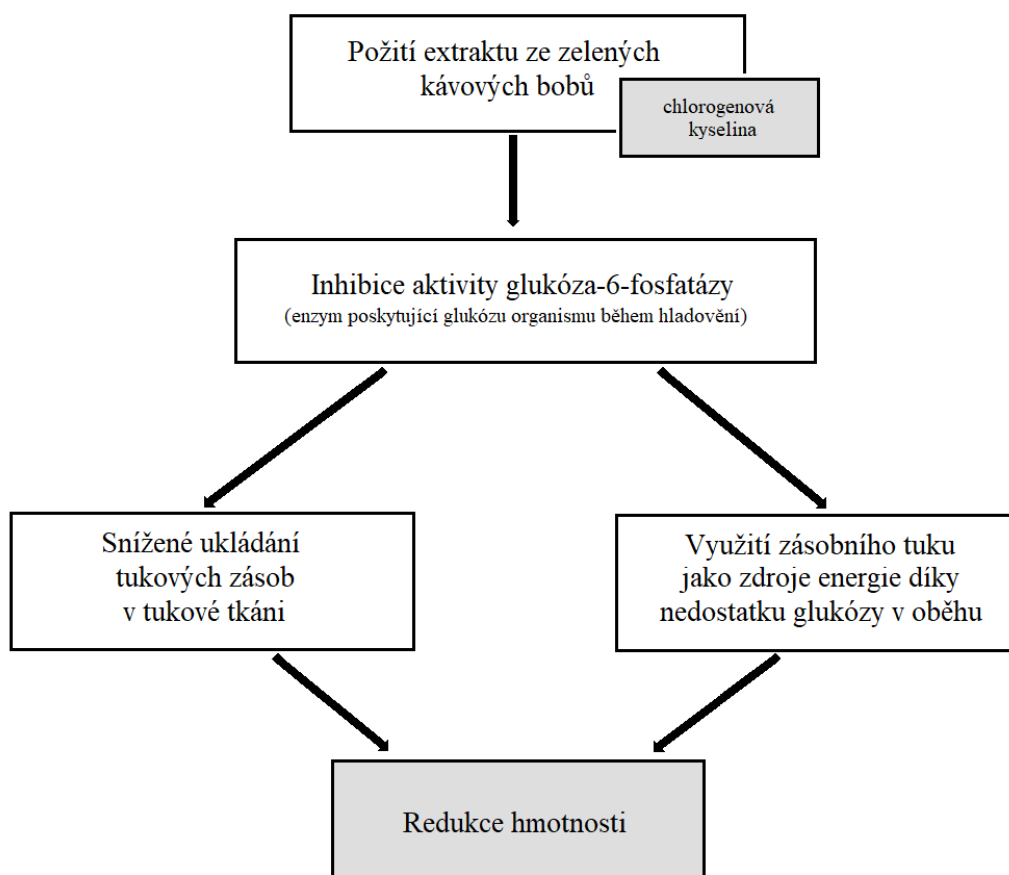 Požití extraktu ze zelených
kávových bobů
chlorogenová
kyselina
Inhibice aktivity glukóza-6-fosfatázy
(enzym poskytující glukózu organismu během hladovění)
Snížené ukládání
tukových zásob
v tukové tkáni
Využití zásobního tuku
jako zdroje energie díky
nedostatku glukózy v oběhu
Redukce hmotnosti